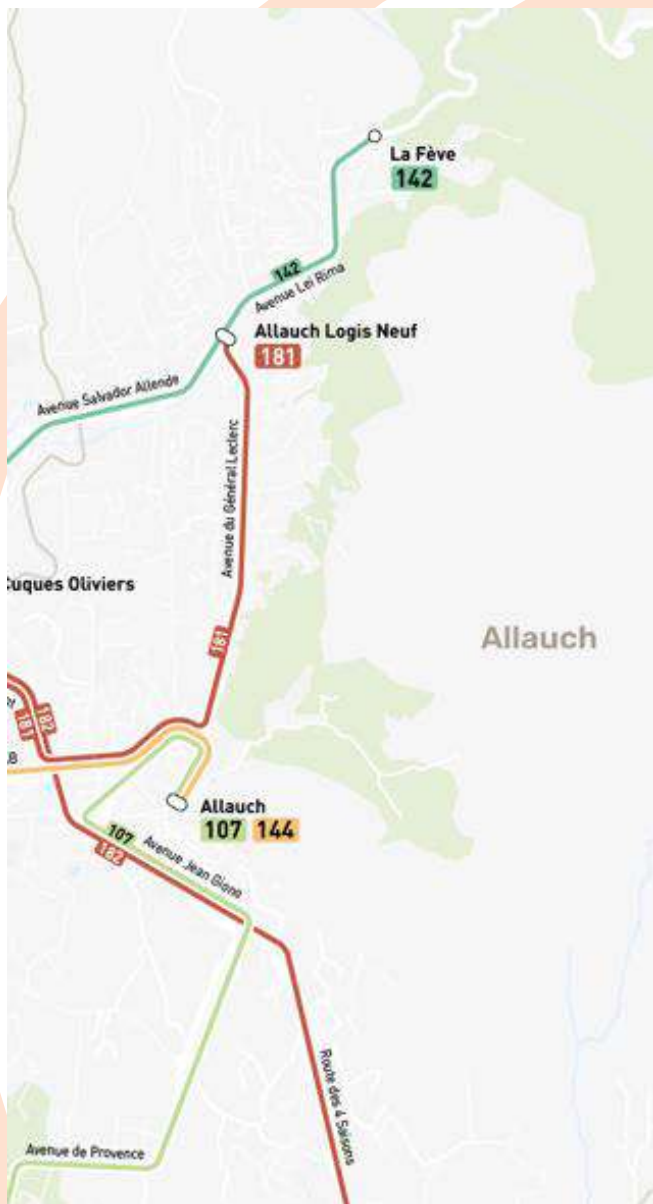 La Fève
142
142
Avenue Lei Rima
Allauch Logis Neuf
181
Avenue Salvador Allende
Avenue du Général Leclerc
Cuques Oliviers
Allauch
181
182
181
Allauch
107 144
107
182
Avenue Jean Giono
Route des 4 Saisons
Avenue de Provence